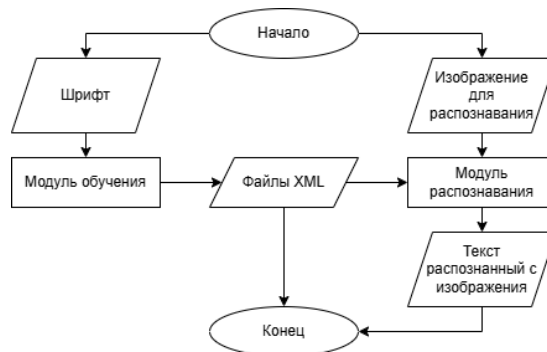 Начало
Шрифт
Изображение
для
распознавания
Модуль обучения
Файлы XML
Модуль
распознавания
Текст
распознанный с
изображения
Конец